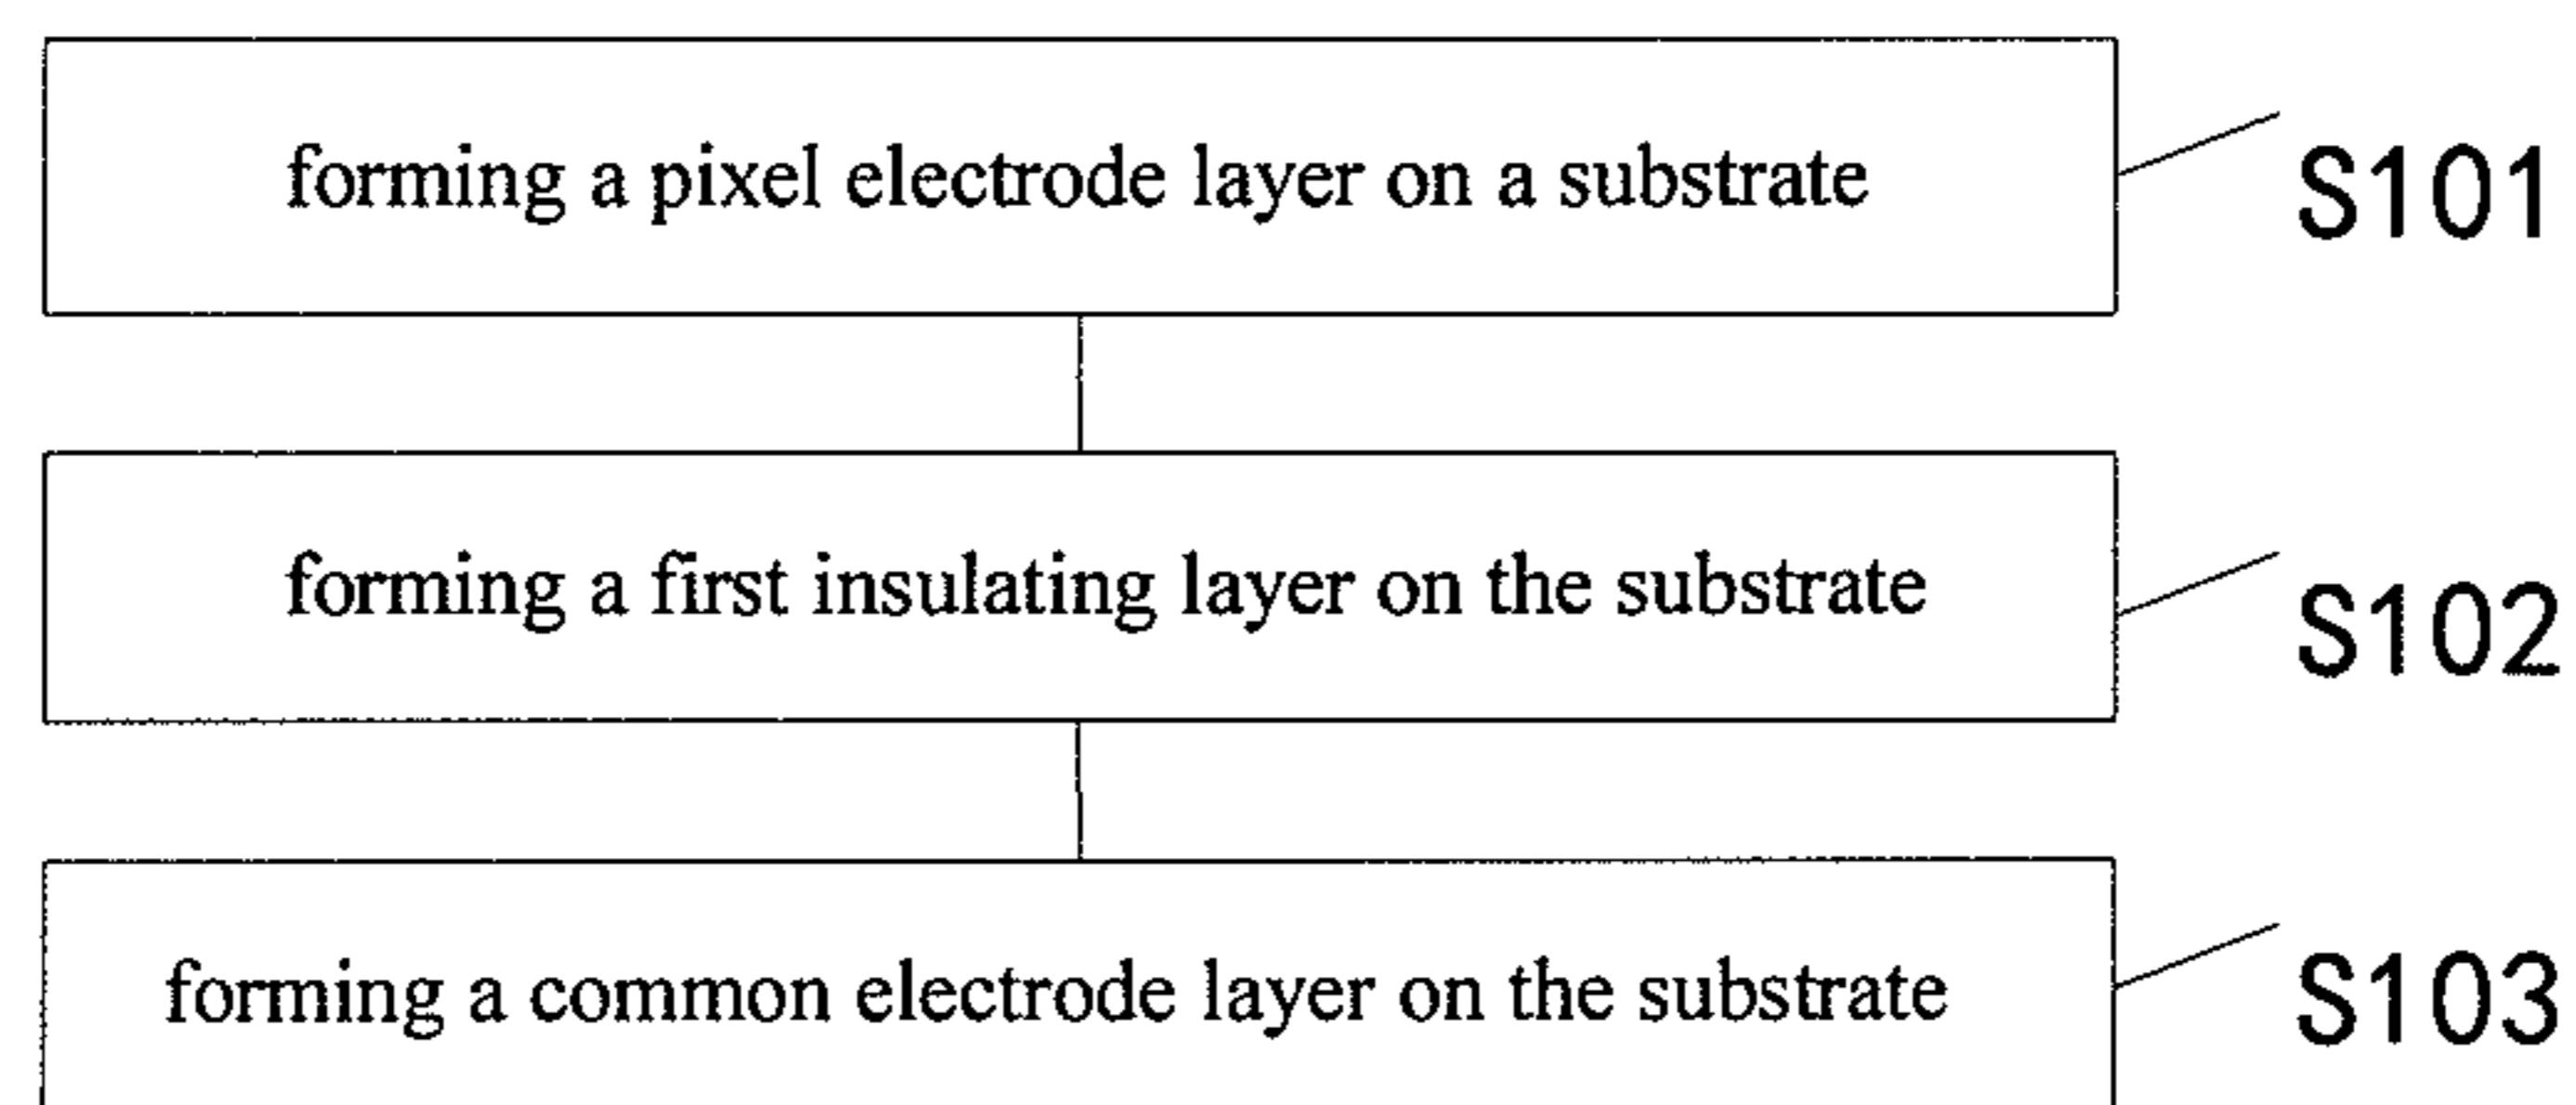 forming a pixel electrode layer on a substrate
S101
forming a first insulating layer on the substrate
S102
forming a common electrode layer on the substrate
S103